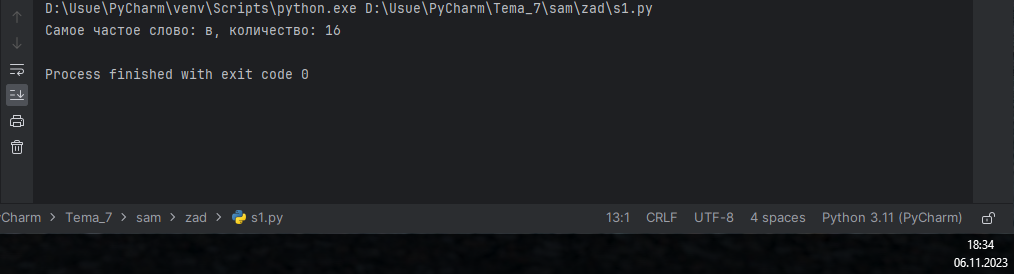 D:\Usue\PyCharm\venv\Scripts\python.exe D:\Usue\PyCharm\Tema_7\sam\zad\s1.py
Самое частое слово: в, количество: 16
Process finished with exit code 0
yCharm > Tema_7 > sam > zad > s1.py 13:1 CRLF UTF-8 4 spaces Python 3.11 (PyCharm)
18:34
06.11.2023